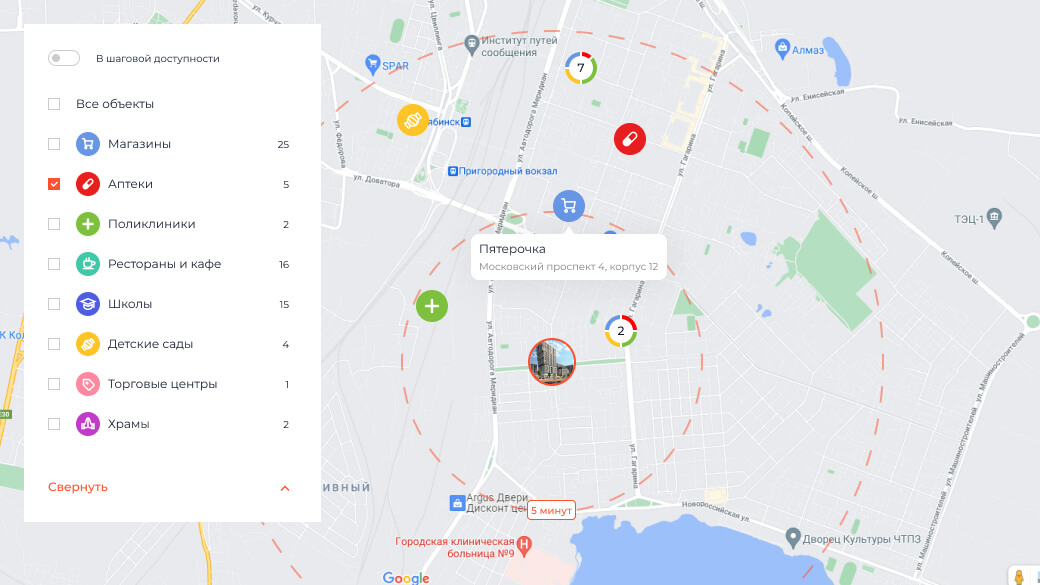 В шаговой доступности
Все объекты
Магазины 25
Аптеки 5
Поликлиники 2
Рестораны и кафе 16
Школы 15
Детские сады 4
Торговые центры 1
Храмы 2
Свернуть
ул. Цвиллинга
Институт путей
сообщения
SPAR
7
Алмаз
ул. Гагарина
ул. Енисейская
ул. Енисейская
ул. Автодорога Меридиан
ябинск
ул. Федорова
ул. Доватора
Пригородный вокзал
ул. Гагарина
Копейское ш.
ТЭЦ-1
Копейское ш.
Пятерочка
Московский проспект 4, корпус 12
ул. Гагарина
2
К Кол
ул. Автодорога Меридиан
ул. Машиностроителей
ул. Машиностроителей
ул. Гагарина
ивный
Argus Двери
Дисконт цен
5 минут
Новороссийская ул.
Городская клиническая
больница №9
Дворец Культуры ЧТПЗ
Google